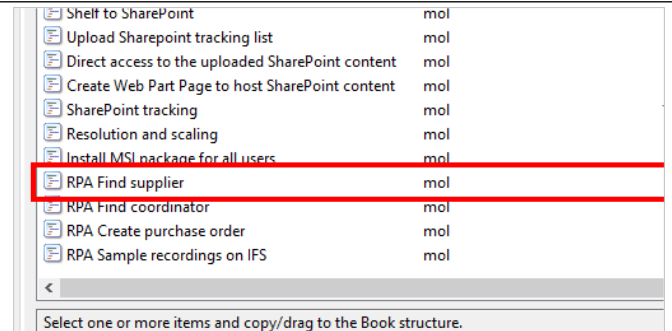 Shelf to SharePoint mol
Upload Sharepoint tracking list mol
Direct access to the uploaded SharePoint content mol
Create Web Part Page to host SharePoint content mol
SharePoint tracking mol
Resolution and scaling mol
Install MSI package for all users mol
RPA Find supplier mol
RPA Find coordinator mol
RPA Create purchase order mol
RPA Sample recordings on IFS mol
Select one or more items and copy/drag to the Book structure.